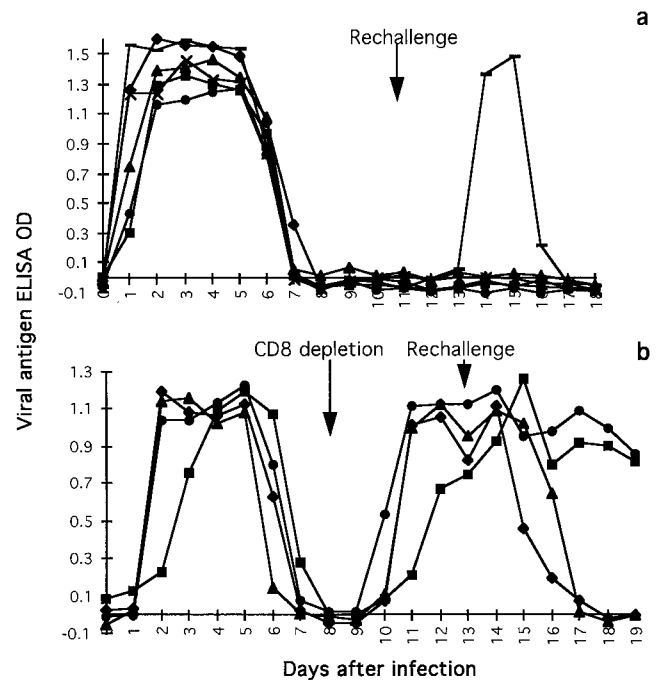 a
Rechallenge
1.5
1.3
1.1
0.9
0.7
0.5
0.3
0.1
-0.1
0 1 2 3 4 5 6 7 8 9 10 11 12 13 14 15 16 17 18
Viral antigen ELISA OD
b
CD8 depletion Rechallenge
1.3
1.1
0.9
0.7
0.5
0.3
0.1
-0.1
0 1 2 3 4 5 6 7 8 9 10 11 12 13 14 15 16 17 18 19
Days after infection